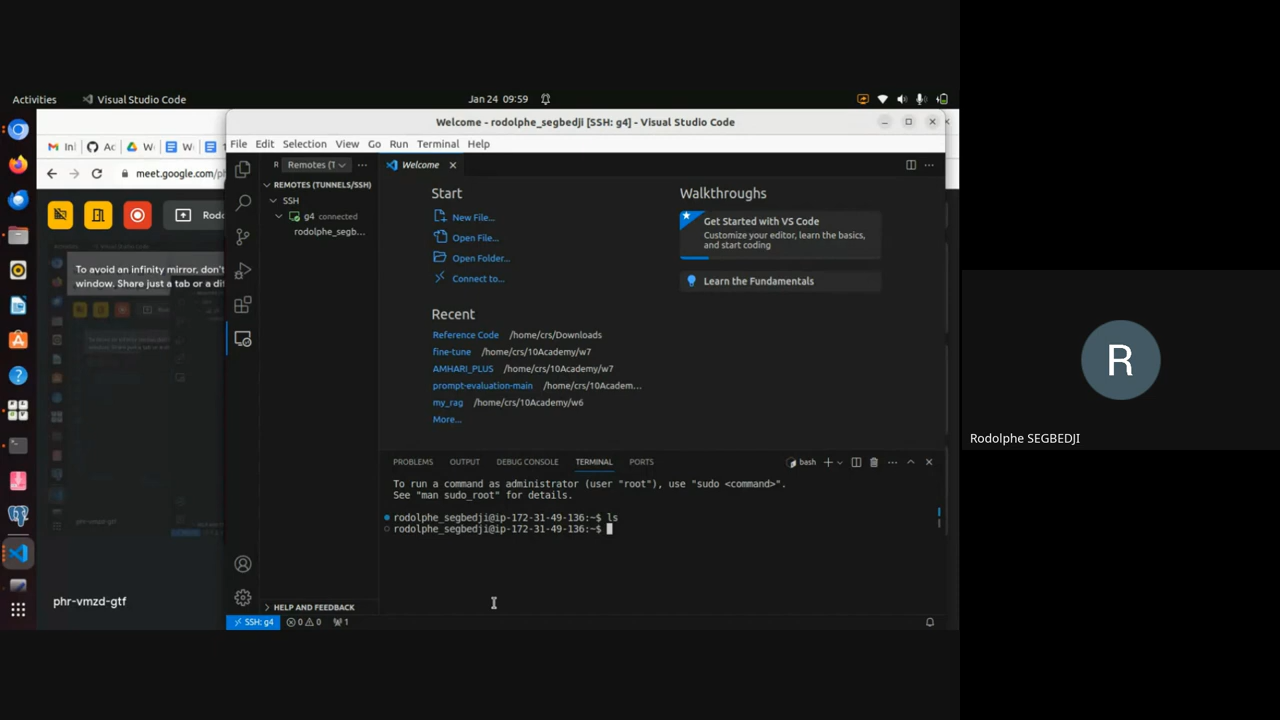 Activities
Visual Studio Code
Jan 24 09:59
Welcome - rodolphe_segbedji [SSH: g4] - Visual Studio Code
File Edit Selection View Go Run Terminal Help
meet.google.com/
To avoid an infinity mirror, don't
window. Share just a tab or a dif
phr-vmzd-gtf
R
Remotes (T
REMOTES (TUNNELS/SSH)
SSH
g4 connected
rodolphe_segb...
HELP AND FEEDBACK
Welcome
Start
New File...
Open File...
Open Folder...
Connect to...
Recent
Reference Code /home/crs/Downloads
fine-tune /home/crs/10Academy/w7
AMHARI_PLUS /home/crs/10Academy/w7
prompt-evaluation-main /home/crs/10Academ...
my_rag /home/crs/10Academy/w6
More...
Walkthroughs
Get Started with VS Code
Customize your editor, learn the basics,
and start coding
Learn the Fundamentals
PROBLEMS OUTPUT DEBUG CONSOLE TERMINAL PORTS
bash
To run a command as administrator (user "root"), use "sudo <command>".
See "man sudo_root" for details.
rodolphe_segbedji@ip-172-31-49-136:~$ ls
rodolphe_segbedji@ip-172-31-49-136:~$
SSH: g4 0 0 1
R
Rodolphe SEGBEDJI